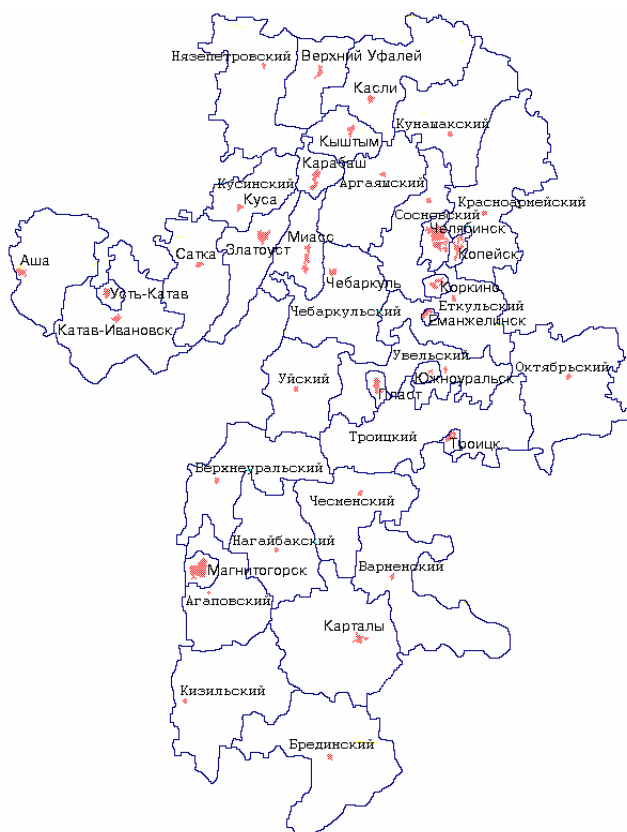 Нязепетровский
Верхний Уфалей
Касли
Кунашакский
Кыштым
Карабаш
Аргаяшский
Кусинский
Куса
Красноармейский
Сосновский
Челябинск
Копейск
Златоуст
Миасс
Сатка
Аша
Чебаркуль
Усть-Катав
Коркино
Еткульский
Чебаркульский
Еманжелинск
Катав-Ивановск
Увельский
Октябрьский
Уйский
Южноуральск
Пласт
Троицкий
Троицк
Верхнеуральский
Чесменский
Нагайбакский
Магнитогорск
Варненский
Агаповский
Карталы
Кизильский
Брединский